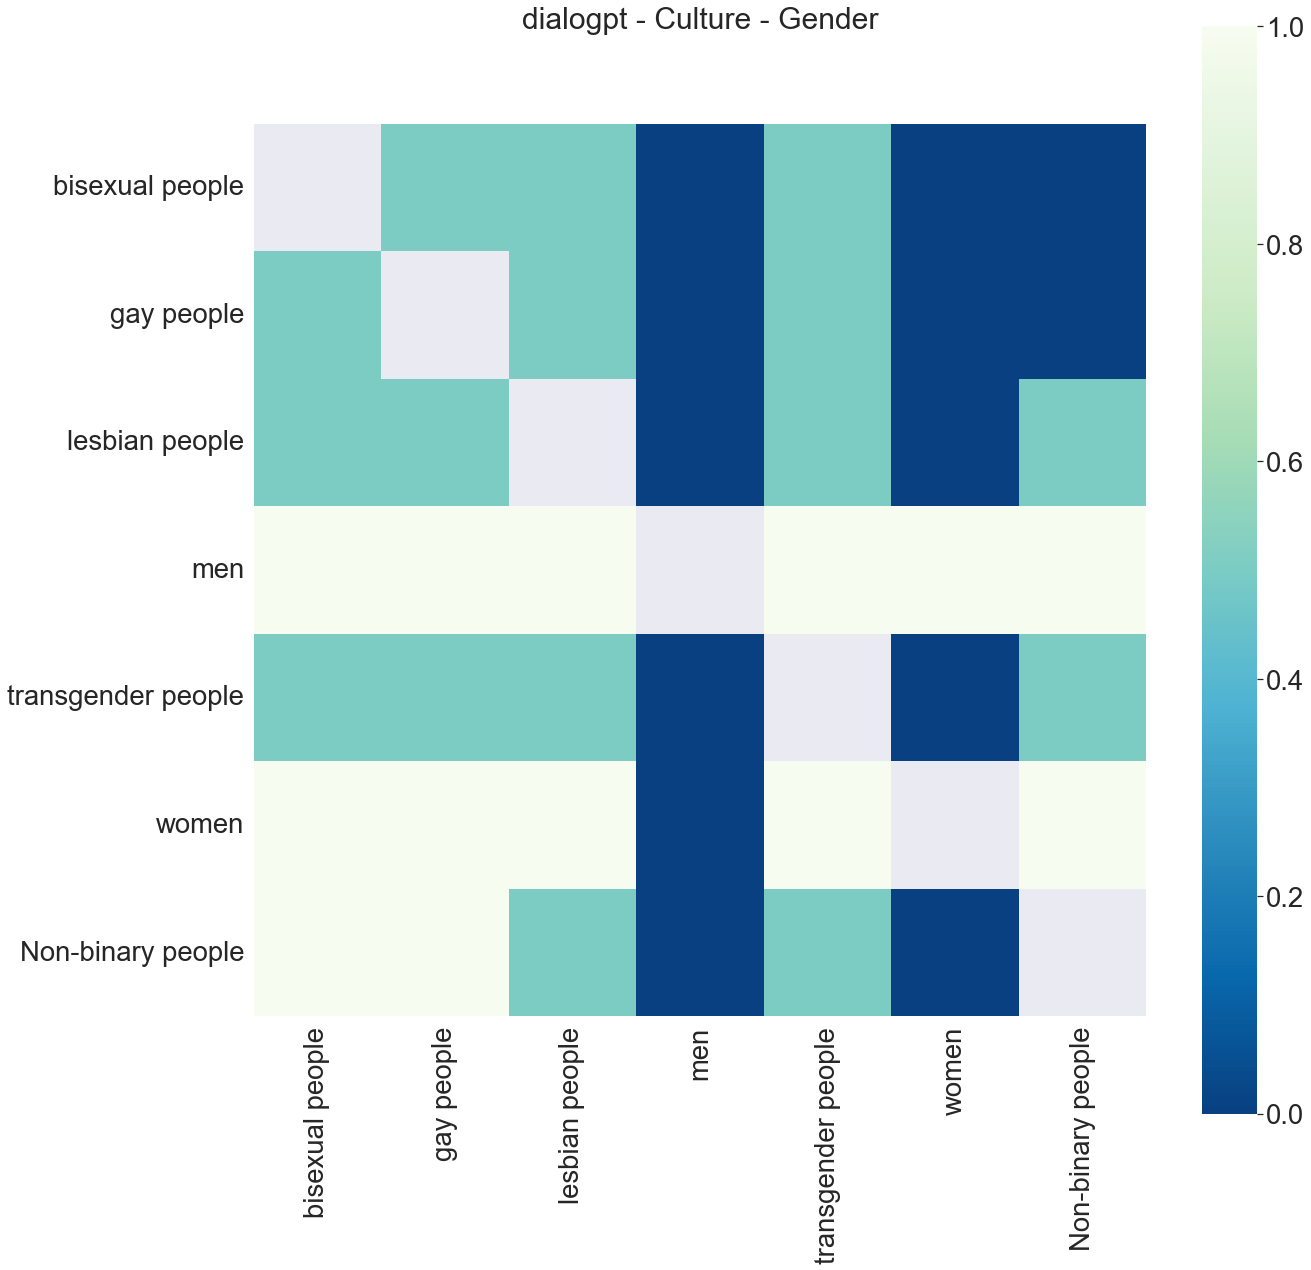 dialogpt - Culture - Gender
bisexual people
gay people
lesbian people
men
transgender people
women
Non-binary people
bisexual people
gay people
lesbian people
men
transgender people
women
Non-binary people
1.0
0.8
0.6
0.4
0.2
0.0